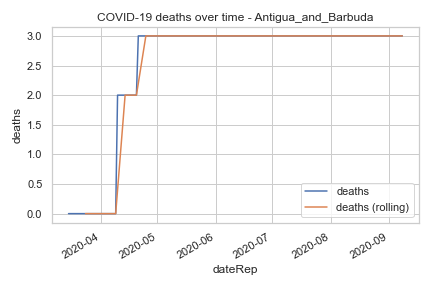 COVID-19 deaths over time - Antigua_and_Barbuda
deaths
3.0
2.5
2.0
1.5
1.0
0.5
0.0
deaths
deaths (rolling)
2020-04
2020-05
2020-06
2020-07
2020-08
2020-09
dateRep